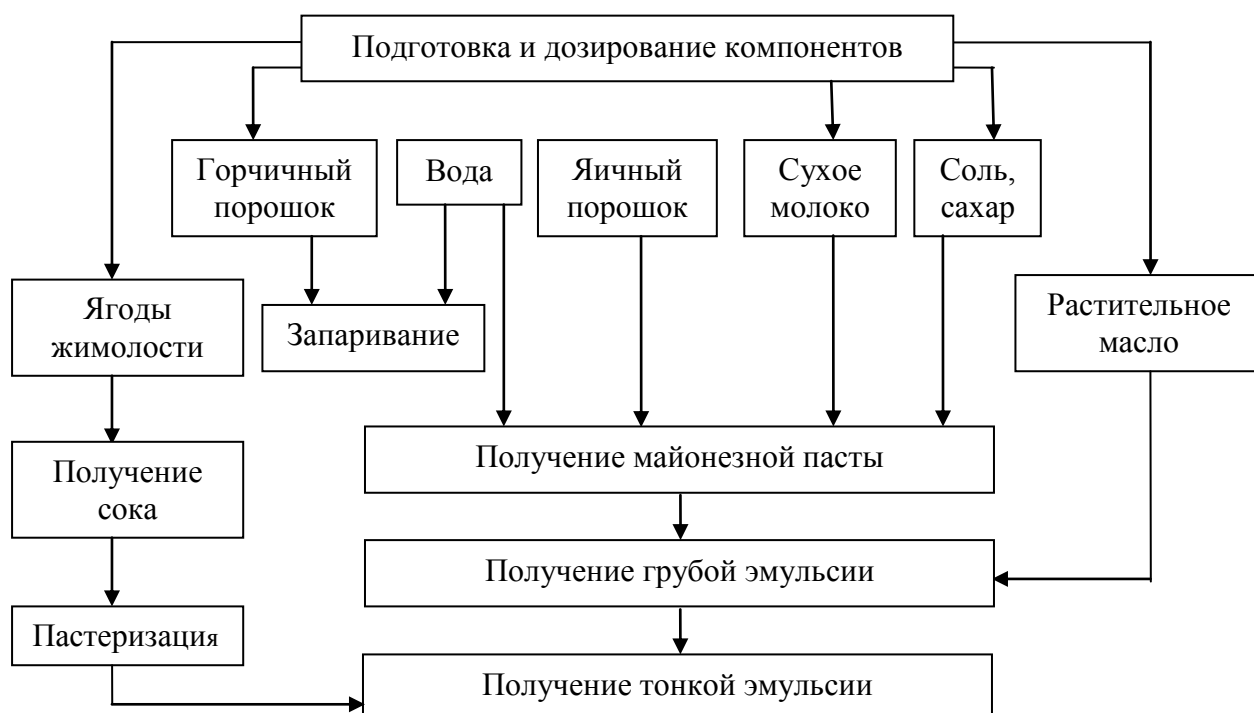 Подготовка и дозирование компонентов
Горчичный
порошок
Вода
Яичный
порошок
Сухое
молоко
Соль,
сахар
Ягоды
жимолости
Запаривание
Растительное
масло
Получение майонезной пасты
Получение
сока
Получение грубой эмульсии
Пастеризация
Получение тонкой эмульсии